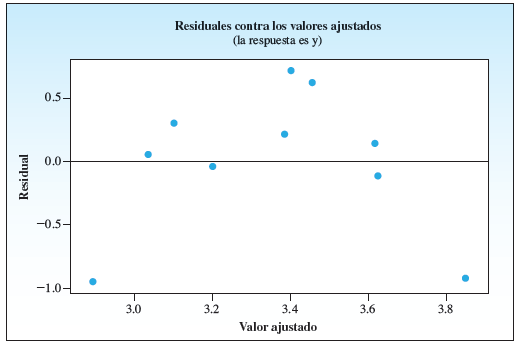 Residuales contra los valores ajustados
(la respuesta es y)
Residual
0.5
0.0
−0.5
−1.0
3.0 3.2 3.4 3.6 3.8
Valor ajustado